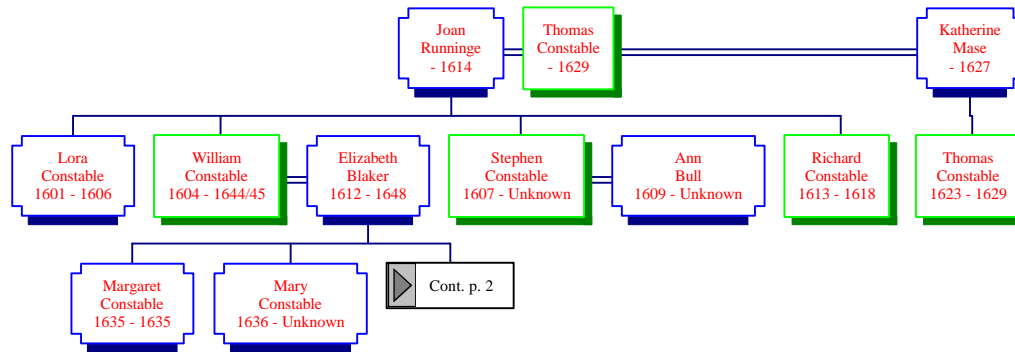 Joan
Runninge
- 1614
Thomas
Constable
- 1629
Katherine
Mase
- 1627
Lora
Constable
1601 - 1606
William
Constable
1604 - 1644/45
Elizabeth
Blaker
1612 - 1648
Stephen
Constable
1607 - Unknown
Ann
Bull
1609 - Unknown
Richard
Constable
1613 - 1618
Thomas
Constable
1623 - 1629
Margaret
Constable
1635 - 1635
Mary
Constable
1636 - Unknown
Cont. p. 2